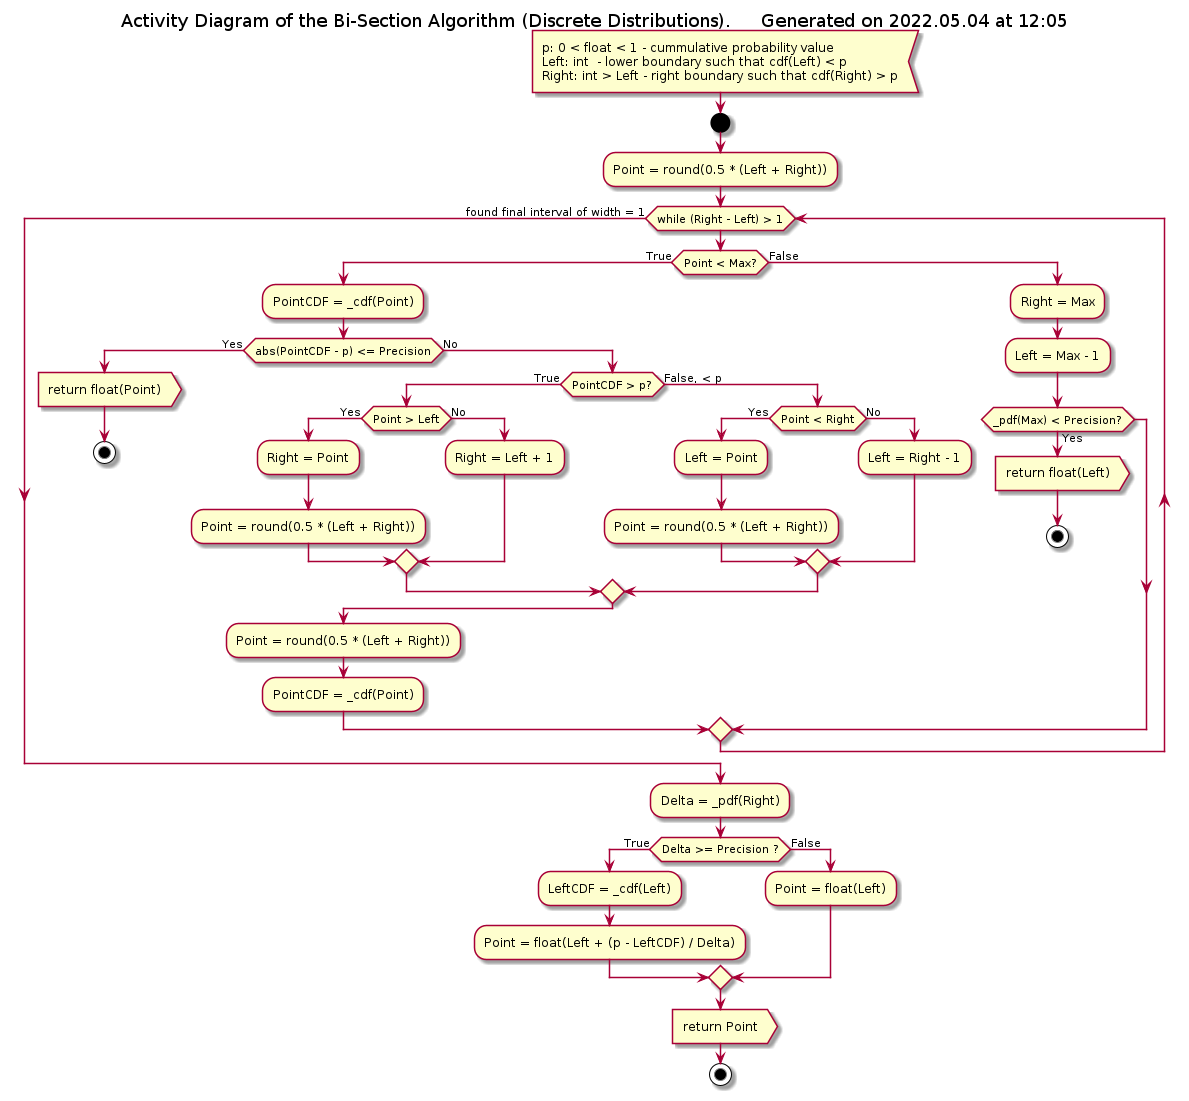 Activity Diagram of the Bi-Section Algorithm (Discrete Distributions).      Generated on 2022.05.04 at 12:05
p: 0 < float < 1 - cummulative probability value
Left: int  - lower boundary such that cdf(Left) < p
Right: int > Left - right boundary such that cdf(Right) > p
Point = round(0.5 * (Left + Right))
found final interval of width = 1
while (Right - Left) > 1
True
Point < Max?
False
PointCDF = _cdf(Point)
Right = Max
Left = Max - 1
Yes
abs(PointCDF - p) <= Precision
No
return float(Point)
True
PointCDF > p?
False, < p
Yes
Point > Left
No
Yes
Point < Right
No
_pdf(Max) < Precision?
Yes
Right = Point
Right = Left + 1
Left = Point
Left = Right - 1
return float(Left)
Point = round(0.5 * (Left + Right))
Point = round(0.5 * (Left + Right))
Point = round(0.5 * (Left + Right))
PointCDF = _cdf(Point)
Delta = _pdf(Right)
True
Delta >= Precision ?
False
LeftCDF = _cdf(Left)
Point = float(Left)
Point = float(Left + (p - LeftCDF) / Delta)
return Point